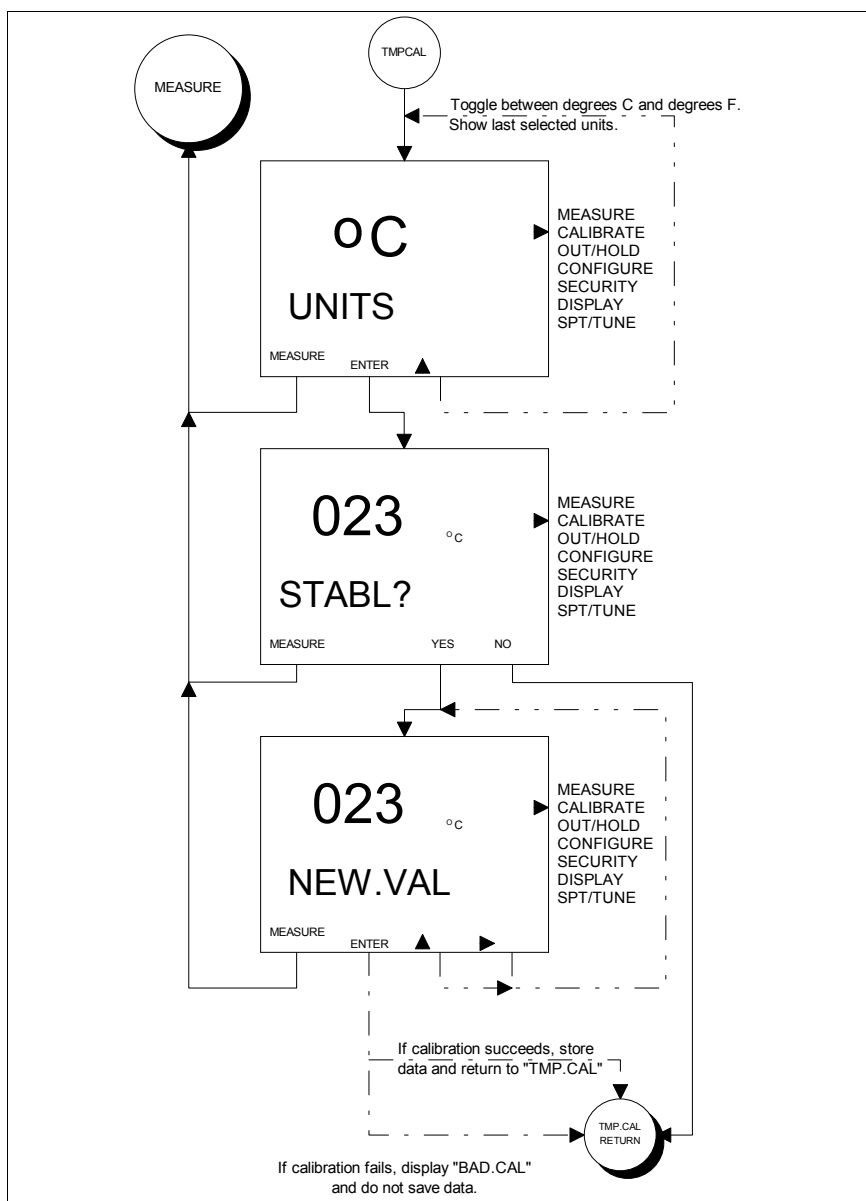 MEASURE
TMPCAL
Toggle between degrees C and degrees F.
Show last selected units.
ºC
UNITS
MEASURE
ENTER
MEASURE
CALIBRATE
OUT/HOLD
CONFIGURE
SECURITY
DISPLAY
SPT/TUNE
023
ºC
STABL?
MEASURE
YES
NO
MEASURE
CALIBRATE
OUT/HOLD
CONFIGURE
SECURITY
DISPLAY
SPT/TUNE
023
ºC
NEW.VAL
MEASURE
ENTER
MEASURE
CALIBRATE
OUT/HOLD
CONFIGURE
SECURITY
DISPLAY
SPT/TUNE
If calibration succeeds, store
data and return to "TMP.CAL"
TMP.CAL
RETURN
If calibration fails, display "BAD.CAL"
and do not save data.